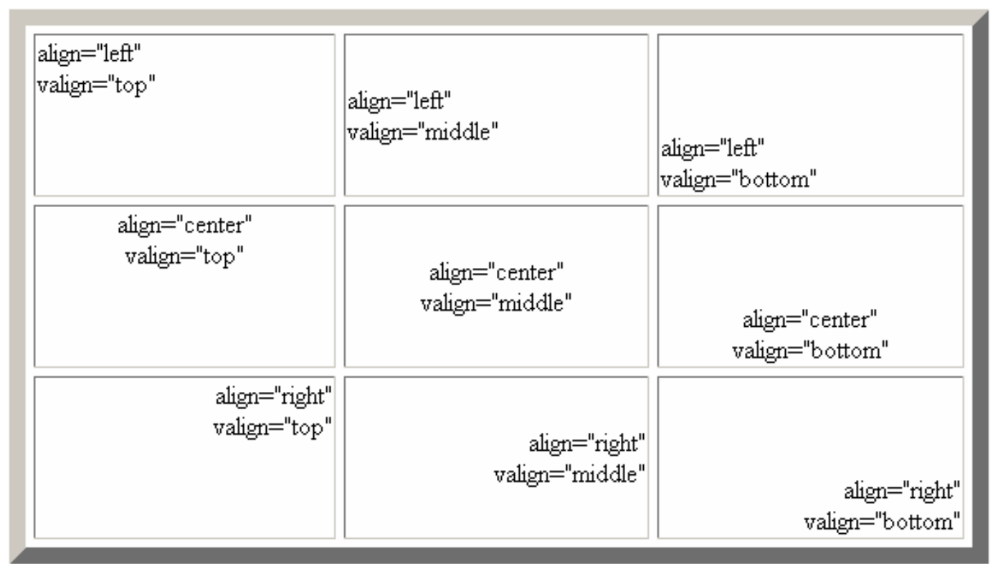 align="left"
valign="top"
align="left"
valign="middle"
align="left"
valign="bottom"
align="center"
valign="top"
align="center"
valign="middle"
align="center"
valign="bottom"
align="right"
valign="top"
align="right"
valign="middle"
align="right"
valign="bottom"